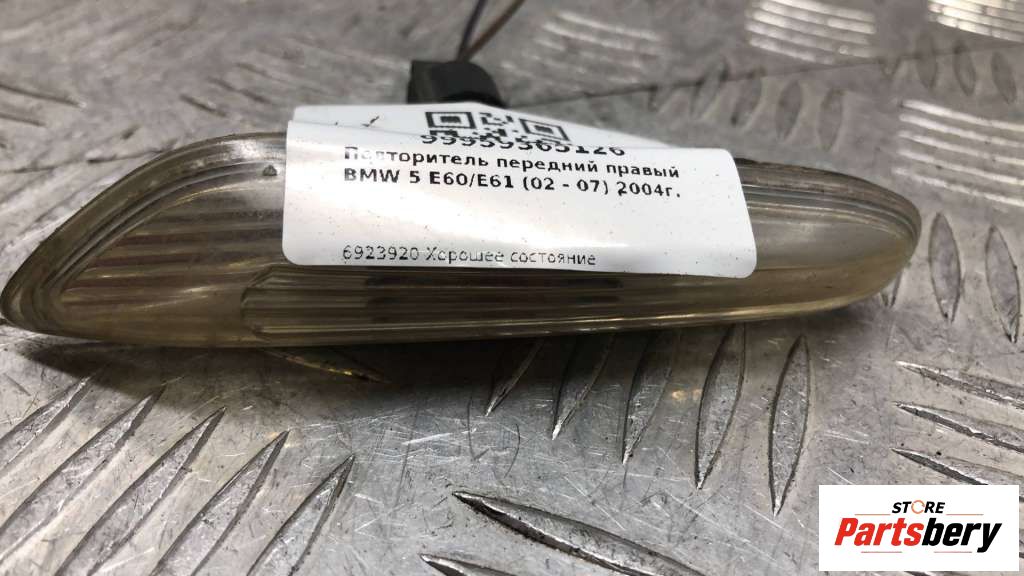 99959565126
Повторитель передний правый
BMW 5 E60/E61 (02 - 07) 2004г.
6923920 Хорошее состояние
STORE
Partsbery